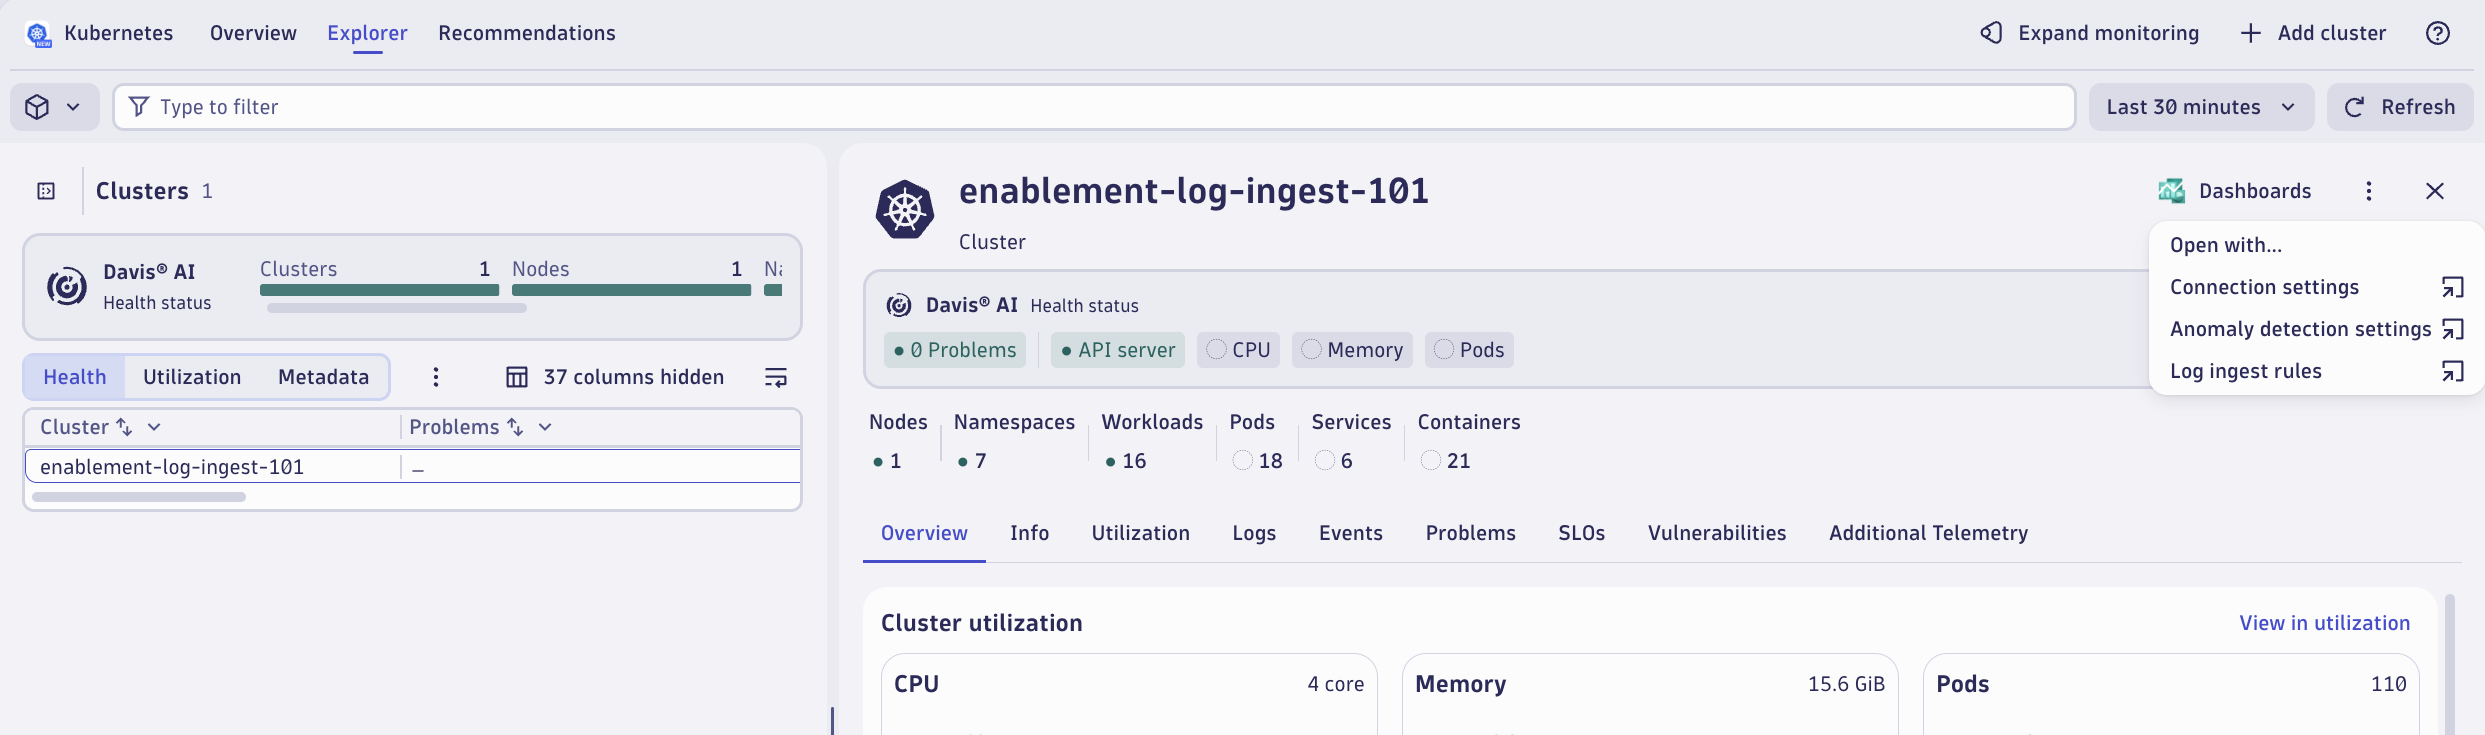 Kubernetes Overview Explorer Recommendations Expand monitoring Add cluster
NEW
Type to filter Last 30 minutes Refresh
Clusters 1
Davis® AI
Health status
Clusters 1 Nodes 1
Health Utilization Metadata 37 columns hidden
Cluster Problems
enablement-log-ingest-101 –
enablement-log-ingest-101
Cluster
Dashboards
Open with...
Connection settings
Anomaly detection settings
Log ingest rules
Davis® AI Health status
0 Problems API server CPU Memory Pods
Nodes Namespaces Workloads Pods Services Containers
1 7 16 18 6 21
Overview Info Utilization Logs Events Problems SLOs Vulnerabilities Additional Telemetry
Cluster utilization View in utilization
CPU 4 core Memory 15.6 GiB Pods 110